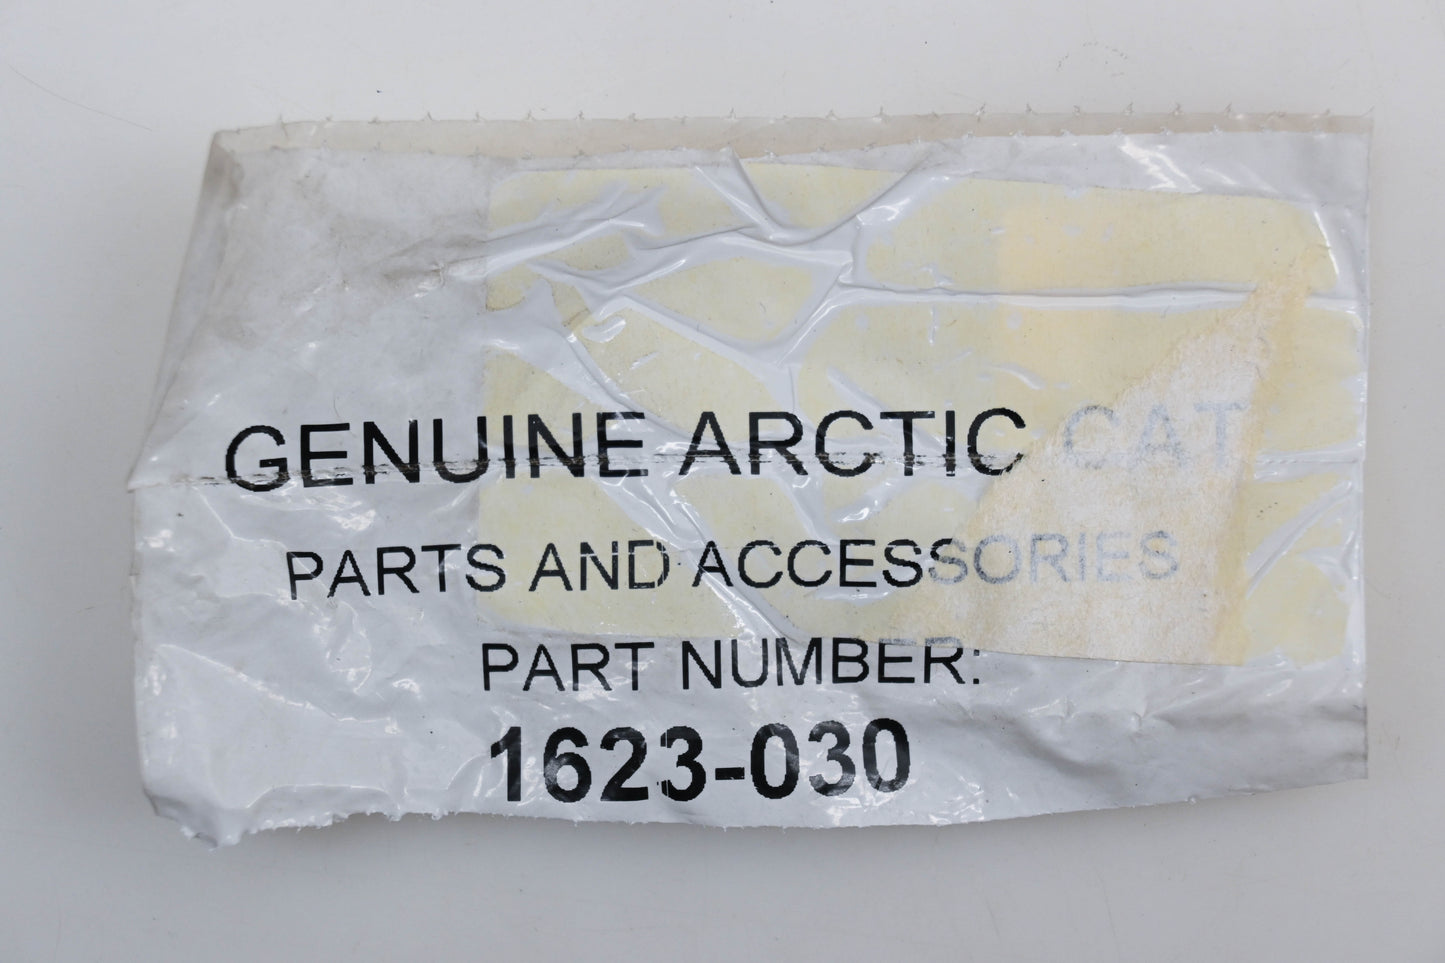 GENUINE ARCTIC CAT
PARTS AND ACCESSORIES
PART NUMBER:
1623-030